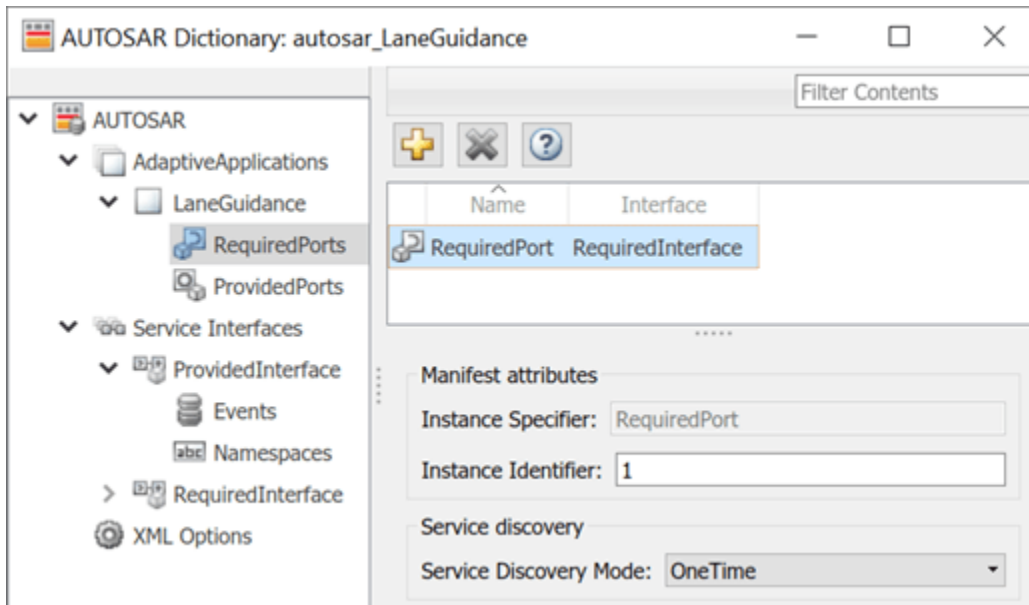 AUTOSAR Dictionary: autosar_LaneGuidance
Filter Contents
AUTOSAR
AdaptiveApplications
LaneGuidance
RequiredPorts
ProvidedPorts
Service Interfaces
ProvidedInterface
Events
abc Namespaces
RequiredInterface
XML Options
Name Interface
RequiredPort RequiredInterface
Manifest attributes
Instance Specifier: RequiredPort
Instance Identifier: 1
Service discovery
Service Discovery Mode: OneTime